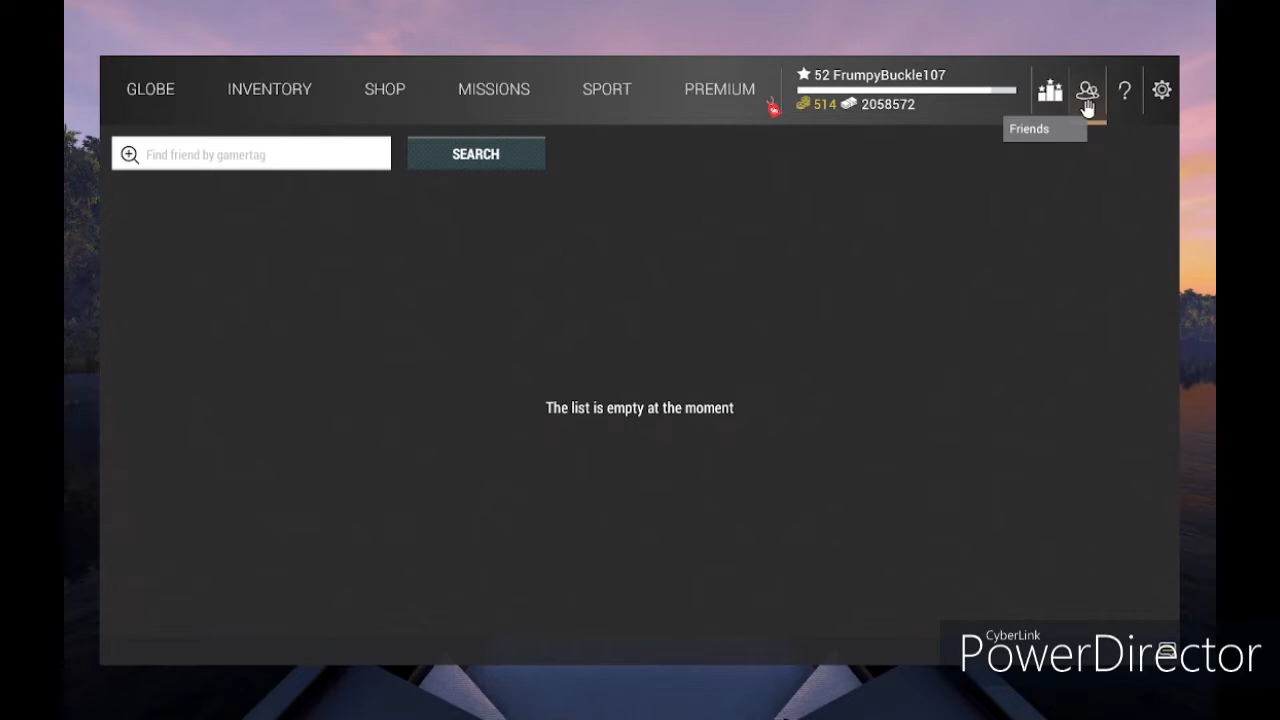 GLOBE INVENTORY SHOP MISSIONS SPORT PREMIUM
52 FrumpyBuckle107
514 2058572
?
Friends
Find friend by gamertag
SEARCH
The list is empty at the moment
CyberLink
PowerDirector